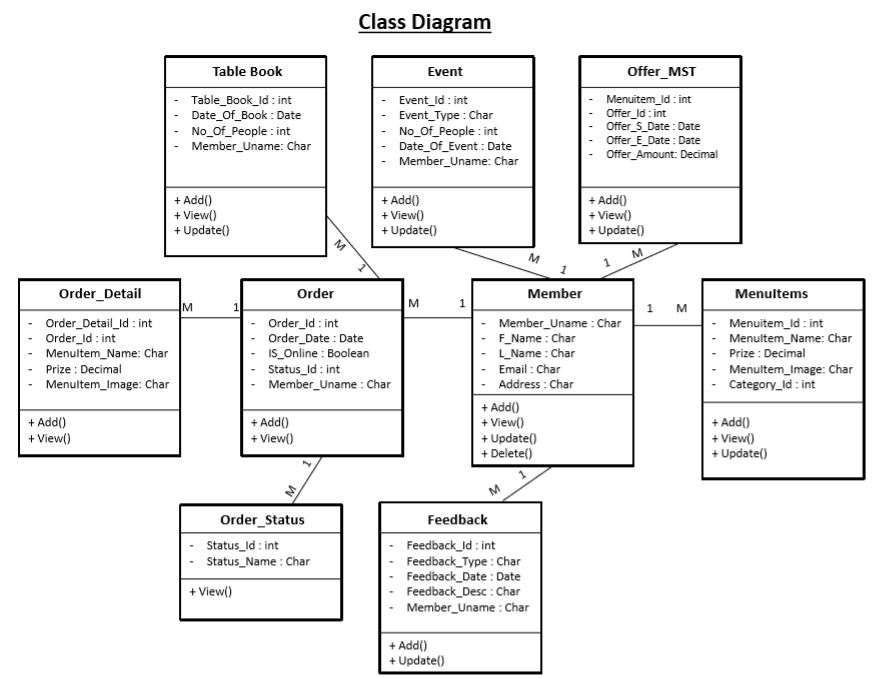 Class Diagram
Table Book
- Table_Book_Id : int
- Date_Of_Book : Date
- No_Of_People : int
- Member_Uname: Char
+ Add()
+ View()
+ Update()
Event
- Event_Id : int
- Event_Type : Char
- No_Of_People : int
- Date_Of_Event : Date
- Member_Uname: Char
+ Add()
+ View()
+ Update()
Offer_MST
- Menuitem_Id : int
- Offer_Id : int
- Offer_S_Date : Date
- Offer_E_Date : Date
- Offer_Amount: Decimal
+ Add()
+ View()
+ Update()
M
1
M
1
1
M
Order_Detail
- Order_Detail_Id : int
- Order_Id : int
- MenuItem_Name: Char
- Prize : Decimal
- MenuItem_Image: Char
+ Add()
+ View()
M
1
Order
- Order_Id : int
- Order_Date : Date
- IS_Online : Boolean
- Status_Id : int
- Member_Uname : Char
+ Add()
+ View()
M
1
Member
- Member_Uname : Char
- F_Name : Char
- L_Name : Char
- Email : Char
- Address : Char
+ Add()
+ View()
+ Update()
+ Delete()
1
M
MenuItems
- Menuitem_Id : int
- MenuItem_Name: Char
- Prize : Decimal
- MenuItem_Image: Char
- Category_Id : int
+ Add()
+ View()
+ Update()
1
M
1
M
Order_Status
- Status_Id : int
- Status_Name : Char
+ View()
Feedback
- Feedback_Id : int
- Feedback_Type : Char
- Feedback_Date : Date
- Feedback_Desc : Char
- Member_Uname : Char
+ Add()
+ Update()